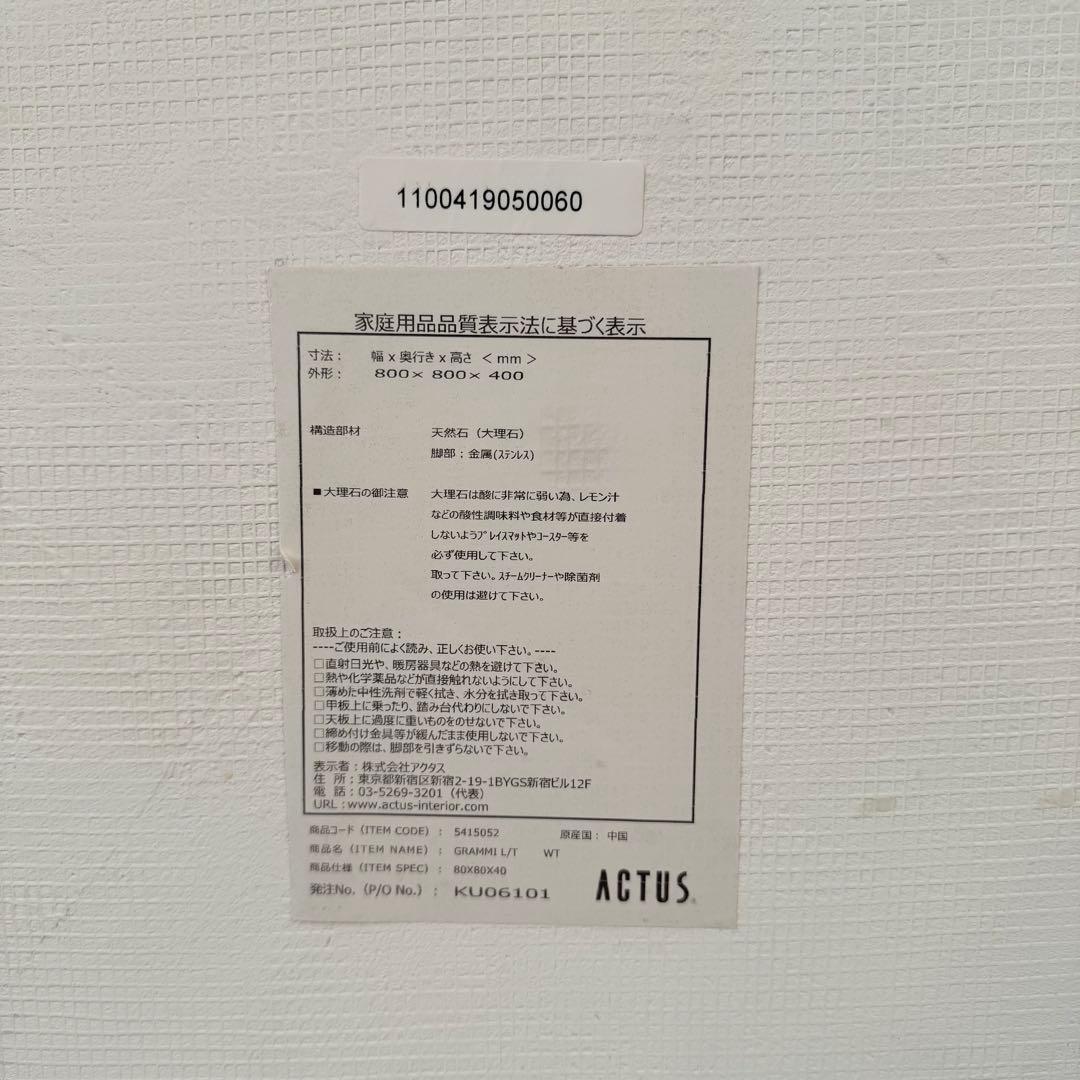 1100419050060
家庭用品品質表示法に基づく表示
寸法： 幅 x 奥行き x 高さ ＜ mm ＞
外形： 800× 800× 400
構造部材 天然石（大理石）
脚部：金属(ｽﾃﾝﾚｽ)
■大理石の御注意 大理石は酸に非常に弱い為、レモン汁
などの酸性調味料や食材等が直接付着
しないようﾌﾟﾚｲｽﾏｯﾄやｺｰｽﾀｰ等を
必ず使用して下さい。
取って下さい。ｽﾁｰﾑｸﾘｰﾅｰや除菌剤
の使用は避けて下さい。
取扱上のご注意：
----ご使用前によく読み、正しくお使い下さい。----
□直射日光や、暖房器具などの熱を避けて下さい。
□熱や化学薬品などが直接触れないようにして下さい。
□薄めた中性洗剤で軽く拭き、水分を拭き取って下さい。
□甲板上に乗ったり、踏み台代わりにしないで下さい。
□天板上に過度に重いものをのせないで下さい。
□締め付け金具等が緩んだまま使用しないで下さい。
□移動の際は、脚部を引きずらないで下さい。
表示者：株式会社アクタス
住 所：東京都新宿区新宿2-19-1BYGS新宿ビル12F
電 話：03-5269-3201（代表）
URL：www.actus-interior.com
商品コード（ITEM CODE）： 5415052 原産国： 中国
商品名（ITEM NAME）： GRAMMI L/T WT
商品仕様（ITEM SPEC）： 80X80X40
発注No.（P/O No.）： KU06101 ACTUS